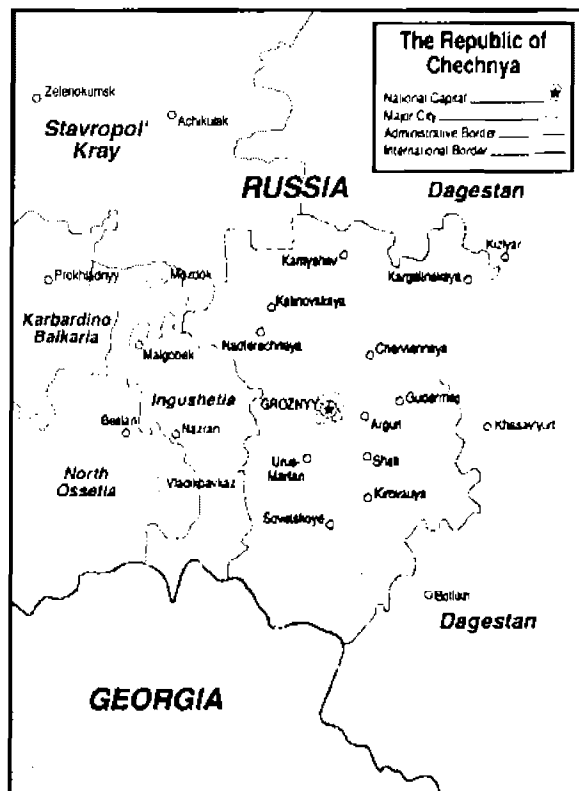 The Republic of
Chechnya
National Capital
Major City
Administrative Border
International Border
Zelenokumsk
Achikulak
Stavropol'
Kray
RUSSIA
Dagestan
Kizlyar
Kargalinskaya
Prokhladnyy
Mozdok
Kalinovskaya
Karbardino
Balkaria
Malgobek
Nadterechnaya
Chervlennaya
Ingushetia
GROZNYY
Gudermes
Argun
Khasavyurt
Beslan
Nazran
Urus-
Martan
Shali
North
Ossetia
Vladikavkaz
Sovetskoye
Botlikh
Dagestan
GEORGIA